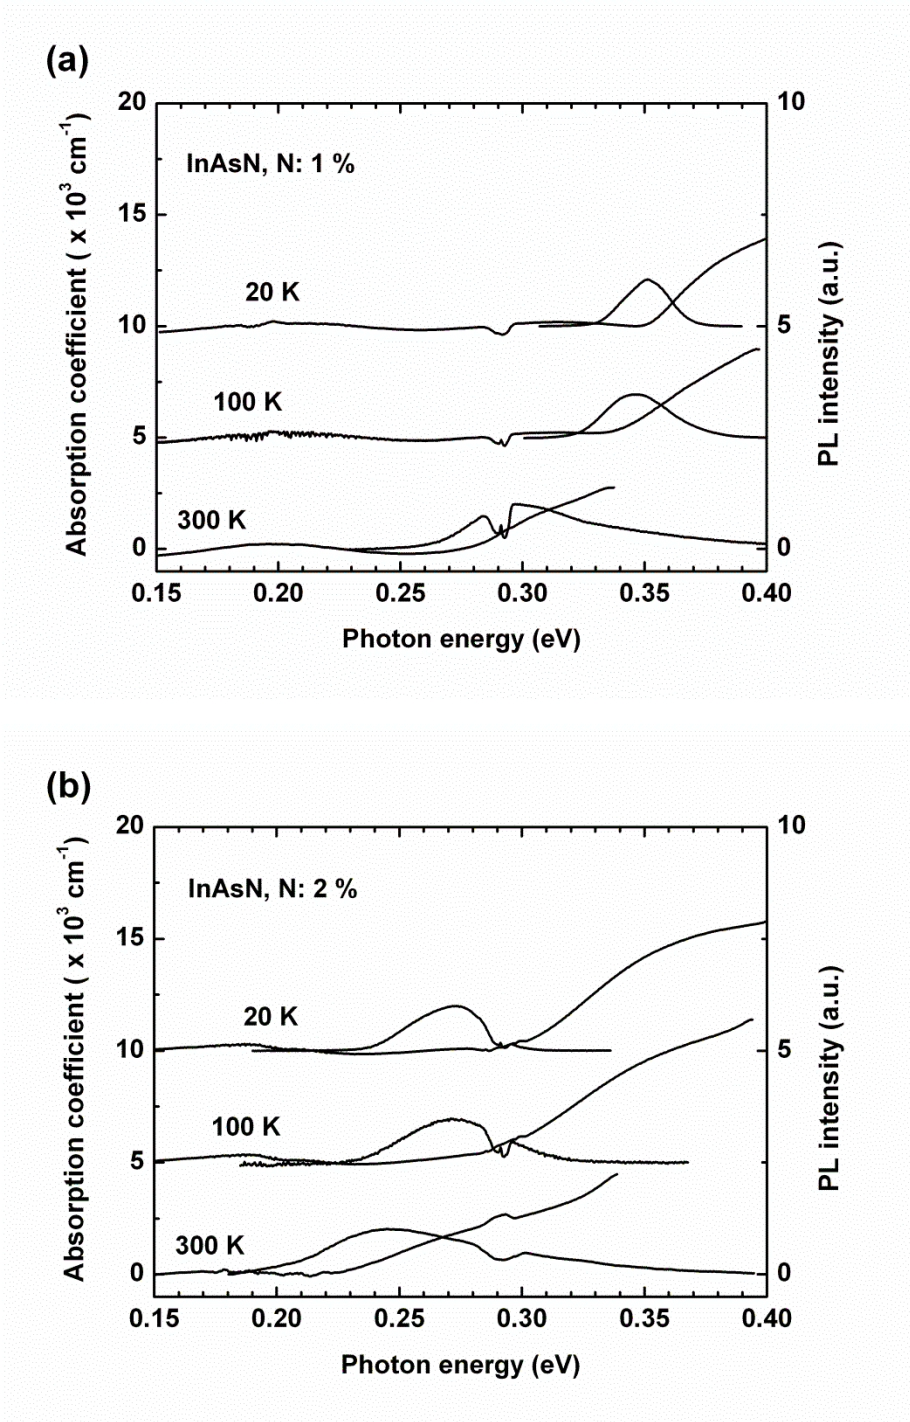 (a)
20
15
10
5
0
Absorption coefficient ( x 10³ cm⁻¹)
InAsN, N: 1 %
20 K
100 K
300 K
10
5
0
PL intensity (a.u.)
0.15 0.20 0.25 0.30 0.35 0.40
Photon energy (eV)
(b)
20
15
10
5
0
Absorption coefficient ( x 10³ cm⁻¹)
InAsN, N: 2 %
20 K
100 K
300 K
10
5
0
PL intensity (a.u.)
0.15 0.20 0.25 0.30 0.35 0.40
Photon energy (eV)